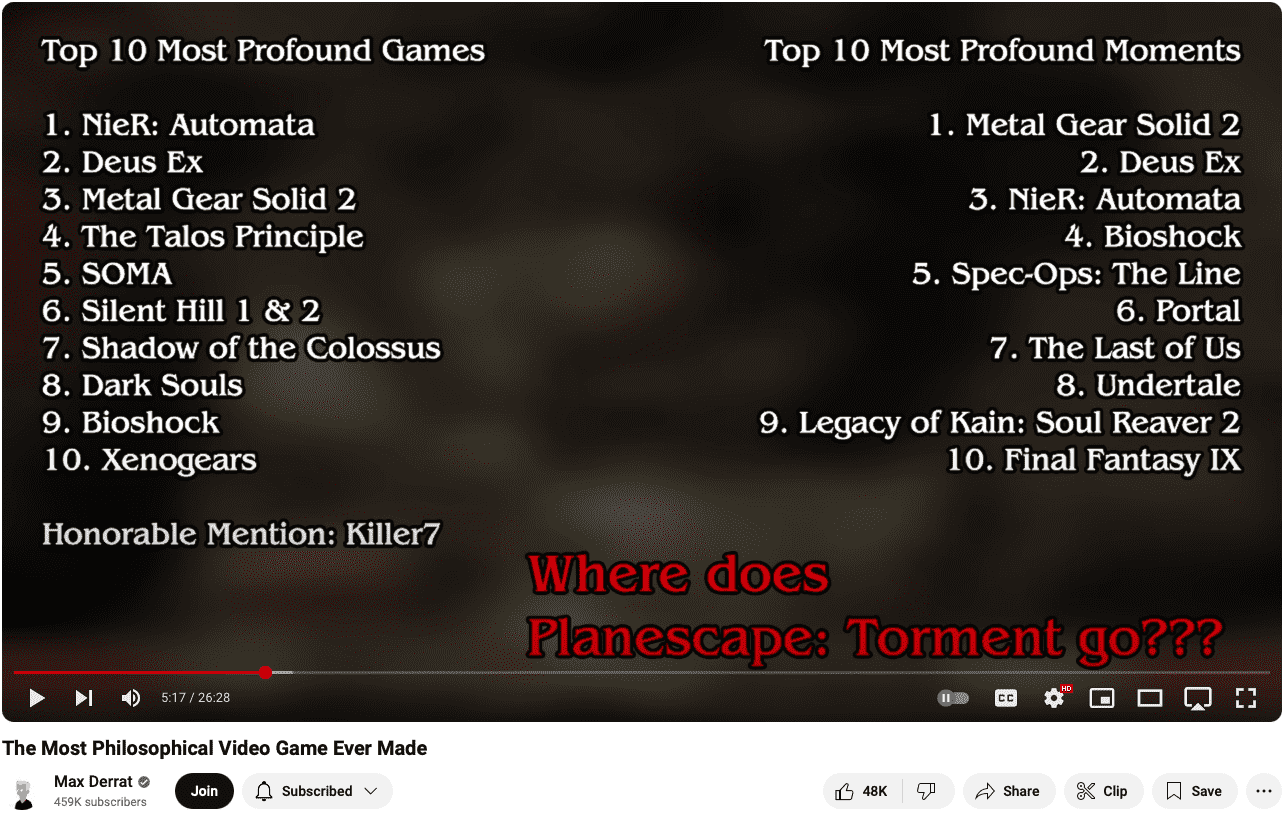 Top 10 Most Profound Games
1. NieR: Automata
2. Deus Ex
3. Metal Gear Solid 2
4. The Talos Principle
5. SOMA
6. Silent Hill 1 & 2
7. Shadow of the Colossus
8. Dark Souls
9. Bioshock
10. Xenogears
Honorable Mention: Killer7
Top 10 Most Profound Moments
1. Metal Gear Solid 2
2. Deus Ex
3. NieR: Automata
4. Bioshock
5. Spec-Ops: The Line
6. Portal
7. The Last of Us
8. Undertale
9. Legacy of Kain: Soul Reaver 2
10. Final Fantasy IX
Where does
Planescape: Torment go???
5:17 / 26:28
CC
HD
The Most Philosophical Video Game Ever Made
Max Derrat
459K subscribers
Join
Subscribed
48K
Share
Clip
Save